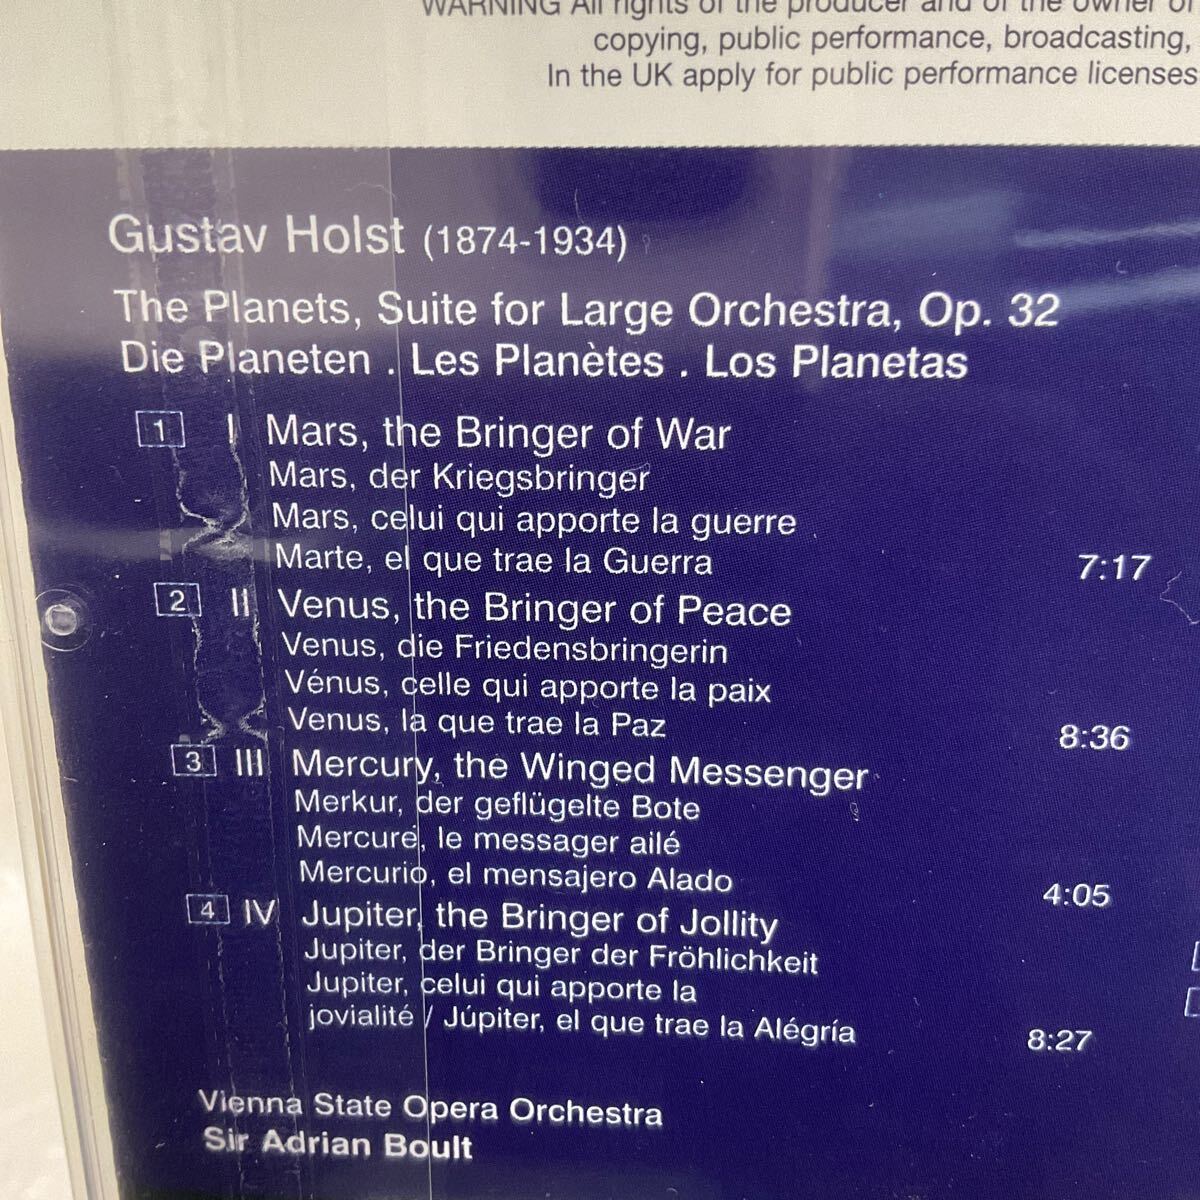 WARNING All rights of the producer and of the owner of
copying, public performance, broadcasting,
In the UK apply for public performance licenses
Gustav Holst (1874-1934)
The Planets, Suite for Large Orchestra, Op. 32
Die Planeten . Les Planètes . Los Planetas
1 I Mars, the Bringer of War
Mars, der Kriegsbringer
Mars, celui qui apporte la guerre
Marte, el que trae la Guerra 7:17
2 II Venus, the Bringer of Peace
Venus, die Friedensbringerin
Vénus, celle qui apporte la paix
Venus, la que trae la Paz 8:36
3 III Mercury, the Winged Messenger
Merkur, der geflügelte Bote
Mercure, le messager ailé
Mercurio, el mensajero Alado 4:05
4 IV Jupiter, the Bringer of Jollity
Jupiter, der Bringer der Fröhlichkeit
Jupiter, celui qui apporte la
jovialité / Júpiter, el que trae la Alégría 8:27
Vienna State Opera Orchestra
Sir Adrian Boult